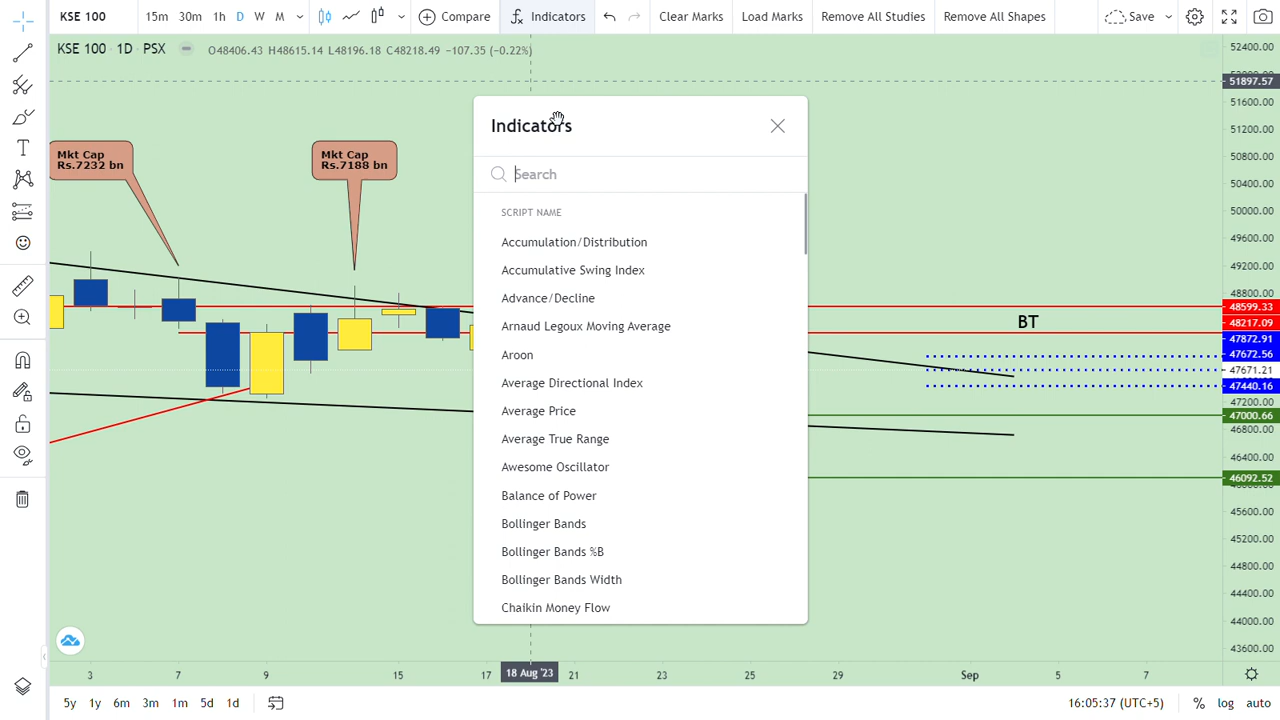 KSE 100
15m 30m 1h D W M
Compare
Indicators
Clear Marks
Load Marks
Remove All Studies
Remove All Shapes
Save
KSE 100 · 1D · PSX
O48406.43 H48615.14 L48196.18 C48218.49 −107.35 (−0.22%)
Mkt Cap
Rs.7232 bn
Mkt Cap
Rs.7188 bn
Indicators
Search
SCRIPT NAME
Accumulation/Distribution
Accumulative Swing Index
Advance/Decline
Arnaud Legoux Moving Average
Aroon
Average Directional Index
Average Price
Average True Range
Awesome Oscillator
Balance of Power
Bollinger Bands
Bollinger Bands %B
Bollinger Bands Width
Chaikin Money Flow
BT
52400.00
51897.57
51600.00
51200.00
50800.00
50400.00
50000.00
49600.00
49200.00
48800.00
48599.33
48217.09
47872.91
47672.56
47671.21
47440.16
47200.00
47000.66
46800.00
46400.00
46092.52
45600.00
45200.00
44800.00
44400.00
44000.00
43600.00
3 7 9 15 17 18 Aug '23 21 23 25 29 Sep 5 7
5y 1y 6m 3m 1m 5d 1d
16:05:37 (UTC+5)
% log auto